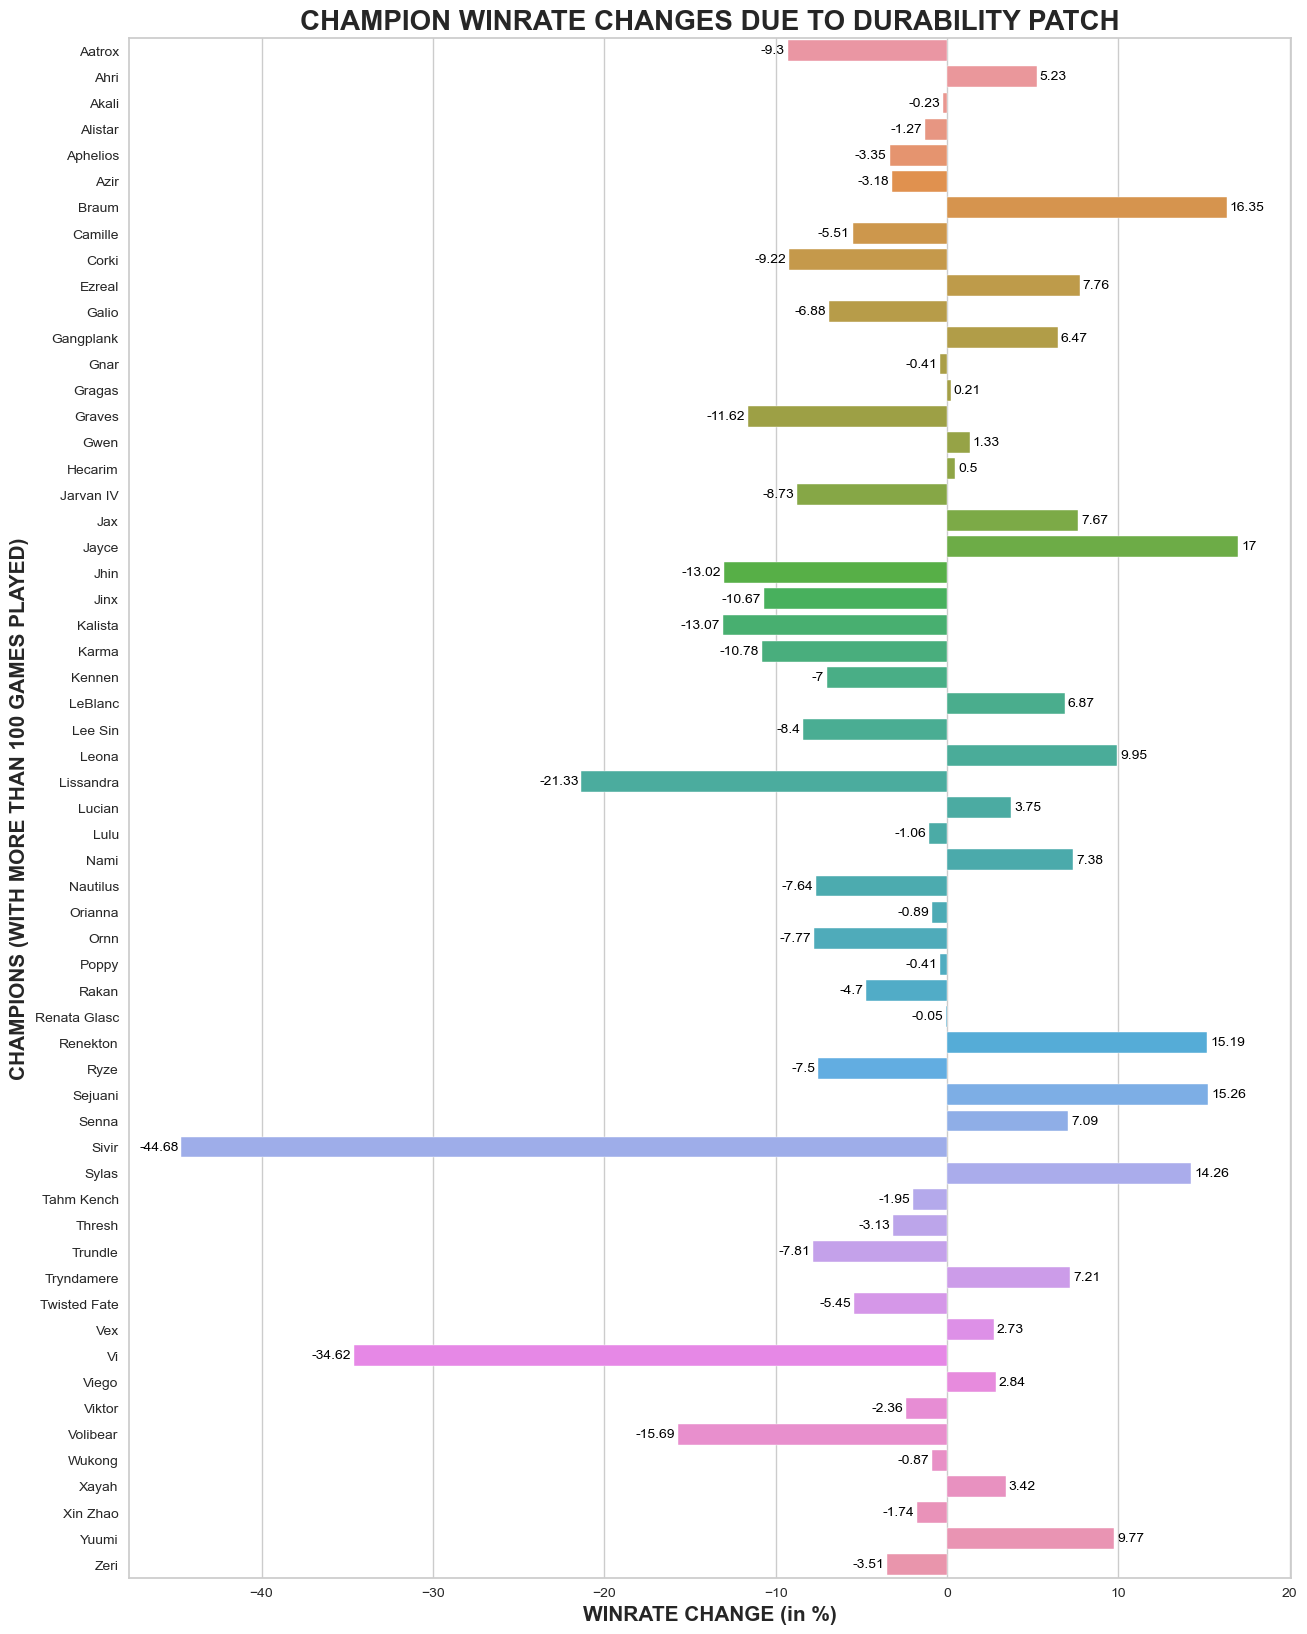 CHAMPION WINRATE CHANGES DUE TO DURABILITY PATCH
CHAMPIONS (WITH MORE THAN 100 GAMES PLAYED)
Aatrox -9.3
Ahri 5.23
Akali -0.23
Alistar -1.27
Aphelios -3.35
Azir -3.18
Braum 16.35
Camille -5.51
Corki -9.22
Ezreal 7.76
Galio -6.88
Gangplank 6.47
Gnar -0.41
Gragas 0.21
Graves -11.62
Gwen 1.33
Hecarim 0.5
Jarvan IV -8.73
Jax 7.67
Jayce 17
Jhin -13.02
Jinx -10.67
Kalista -13.07
Karma -10.78
Kennen -7
LeBlanc 6.87
Lee Sin -8.4
Leona 9.95
Lissandra -21.33
Lucian 3.75
Lulu -1.06
Nami 7.38
Nautilus -7.64
Orianna -0.89
Ornn -7.77
Poppy -0.41
Rakan -4.7
Renata Glasc -0.05
Renekton 15.19
Ryze -7.5
Sejuani 15.26
Senna 7.09
Sivir -44.68
Sylas 14.26
Tahm Kench -1.95
Thresh -3.13
Trundle -7.81
Tryndamere 7.21
Twisted Fate -5.45
Vex 2.73
Vi -34.62
Viego 2.84
Viktor -2.36
Volibear -15.69
Wukong -0.87
Xayah 3.42
Xin Zhao -1.74
Yuumi 9.77
Zeri -3.51
−40 −30 −20 −10 0 10 20
WINRATE CHANGE (in %)